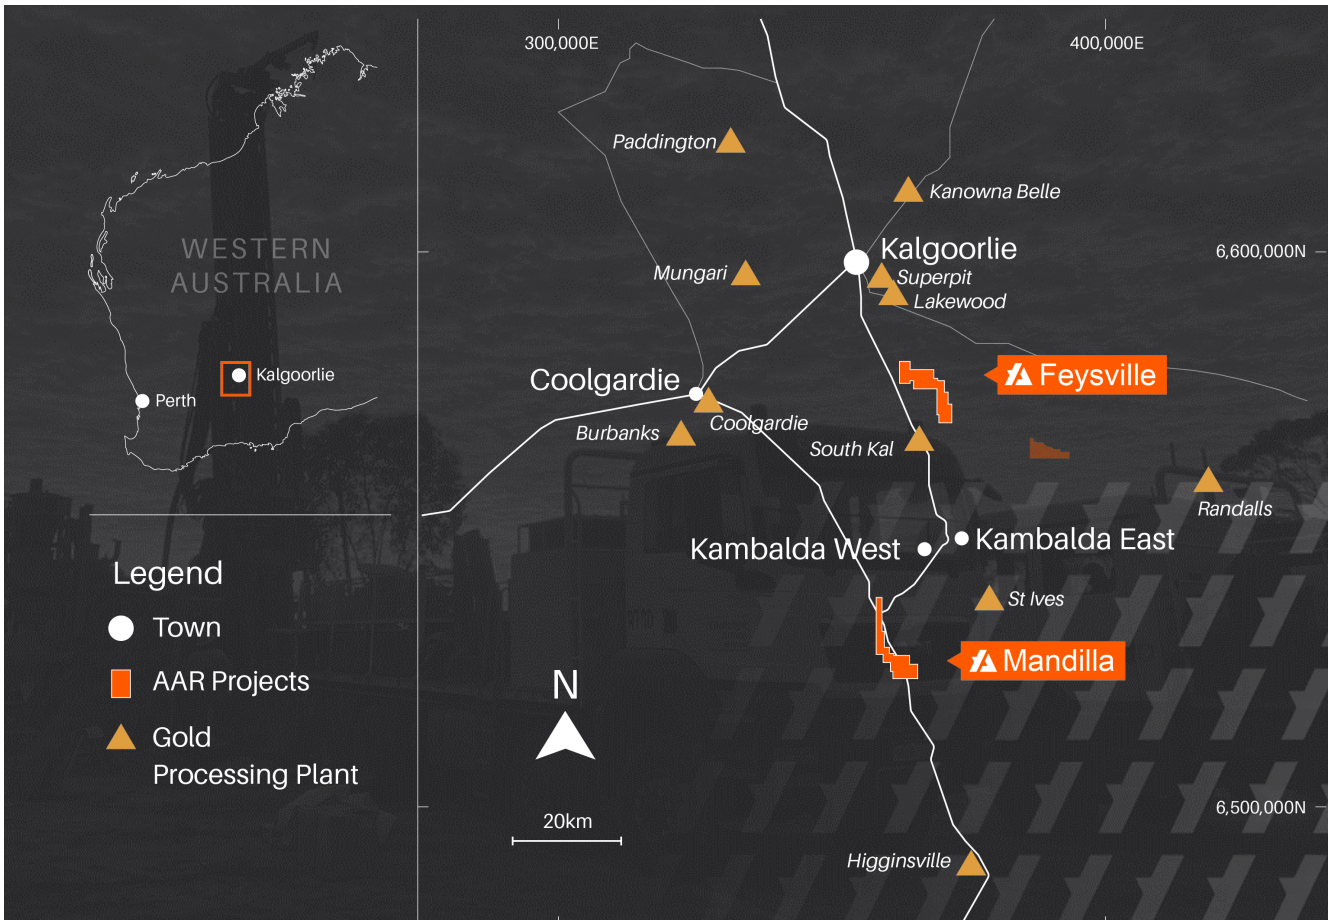 300,000E
400,000E
Paddington
Kanowna Belle
WESTERN
AUSTRALIA
Kalgoorlie
6,600,000N
Mungari
Superpit
Lakewood
Kalgoorlie
Perth
Coolgardie
Feysville
Coolgardie
Burbanks
South Kal
Randalls
Kambalda West
Kambalda East
Legend
Town
AAR Projects
Gold
Processing Plant
St Ives
Mandilla
N
20km
6,500,000N
Higginsville